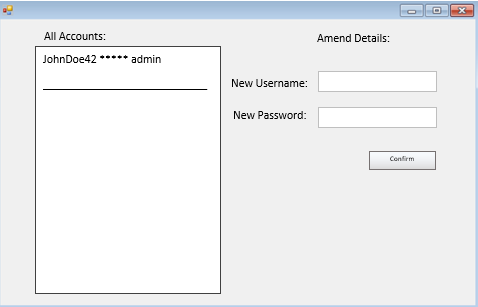 All Accounts:
JohnDoe42 ***** admin
Amend Details:
New Username:
New Password:
Confirm